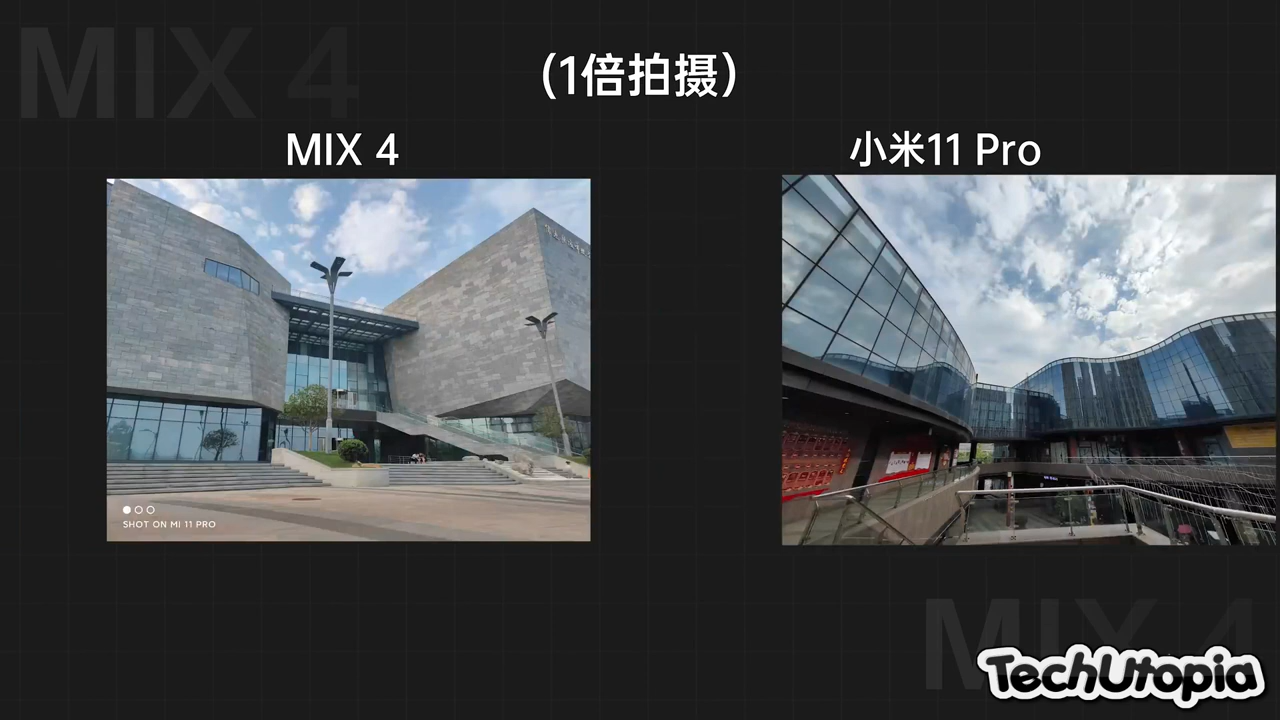 MIX 4
(1倍拍摄)
MIX 4
小米11 Pro
SHOT ON MI 11 PRO
MIX 4
TechUtopia